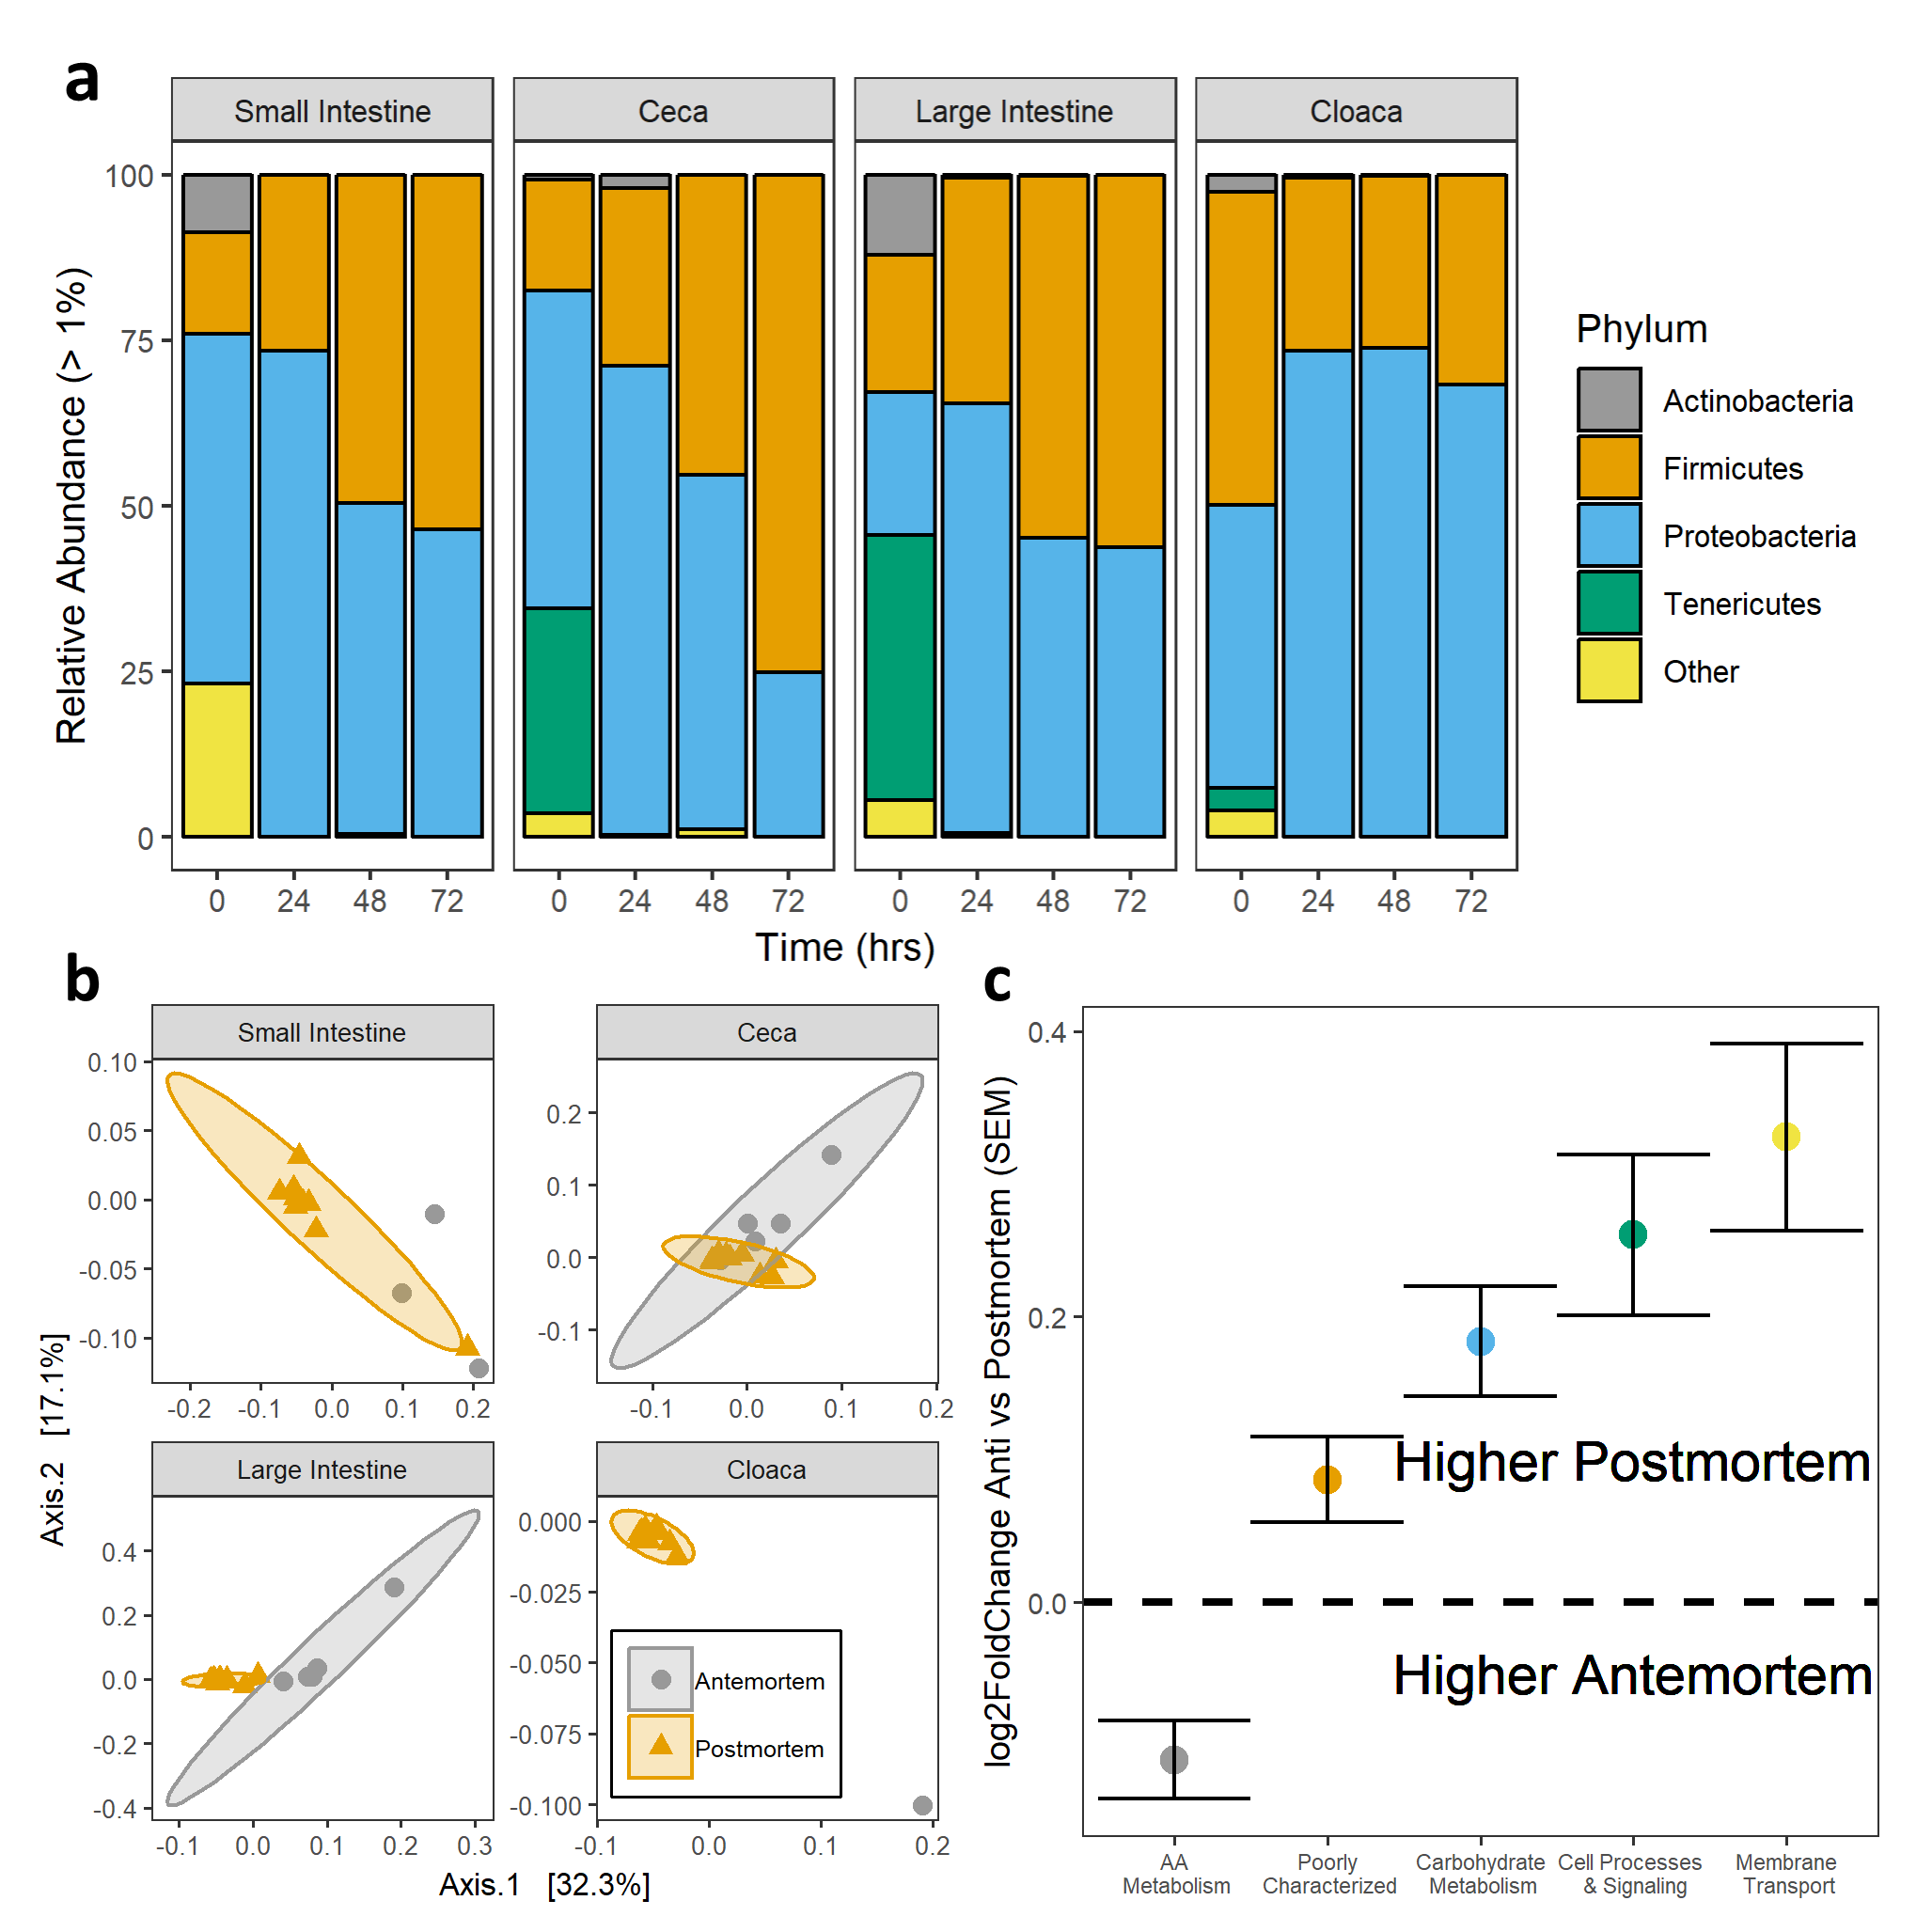 a
Small Intestine
Ceca
Large Intestine
Cloaca
Relative Abundance (> 1%)
100
75
50
25
0
0 24 48 72
0 24 48 72
0 24 48 72
0 24 48 72
Time (hrs)
Phylum
Actinobacteria
Firmicutes
Proteobacteria
Tenericutes
Other
b
Axis.2 [17.1%]
Small Intestine
0.10
0.05
0.00
-0.05
-0.10
-0.2 -0.1 0.0 0.1 0.2
Ceca
0.2
0.1
0.0
-0.1
-0.1 0.0 0.1 0.2
Large Intestine
0.4
0.2
0.0
-0.2
-0.4
-0.1 0.0 0.1 0.2 0.3
Cloaca
0.000
-0.025
-0.050
-0.075
-0.100
-0.1 0.0 0.1 0.2
Antemortem
Postmortem
Axis.1 [32.3%]
c
log2FoldChange Anti vs Postmortem (SEM)
0.4
0.2
0.0
Higher Postmortem
Higher Antemortem
AA
Metabolism
Poorly
Characterized
Carbohydrate
Metabolism
Cell Processes
& Signaling
Membrane
Transport